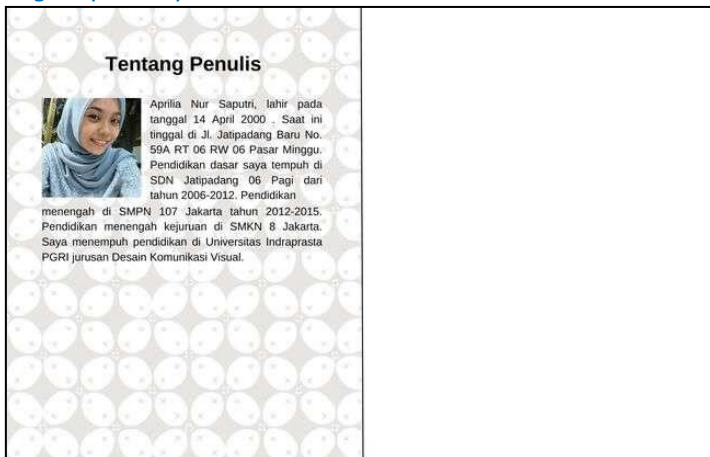 Tentang Penulis
Aprilia Nur Saputri, lahir pada
tanggal 14 April 2000 . Saat ini
tinggal di Jl. Jatipadang Baru No.
59A RT 06 RW 06 Pasar Minggu.
Pendidikan dasar saya tempuh di
SDN Jatipadang 06 Pagi dari
tahun 2006-2012. Pendidikan
menengah di SMPN 107 Jakarta tahun 2012-2015.
Pendidikan menengah kejuruan di SMKN 8 Jakarta.
Saya menempuh pendidikan di Universitas Indraprasta
PGRI jurusan Desain Komunikasi Visual.